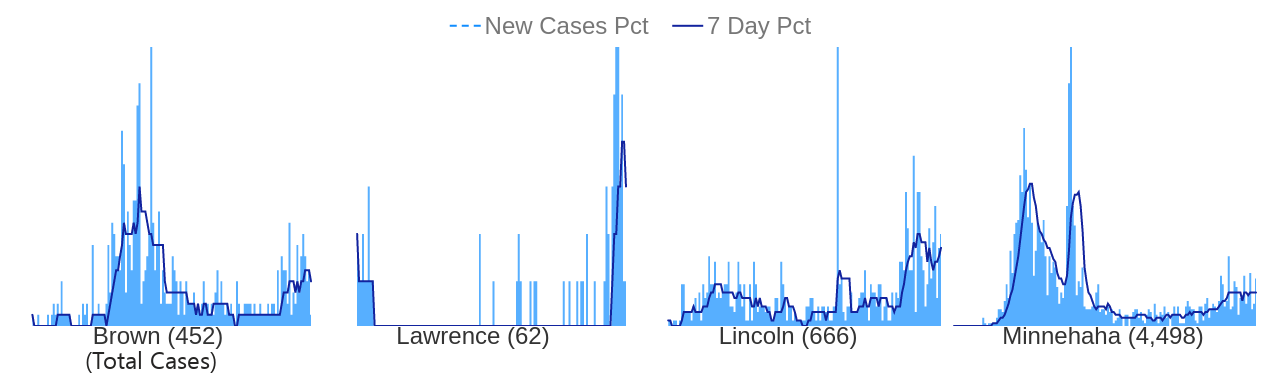 New Cases Pct 7 Day Pct
Brown (452) Lawrence (62) Lincoln (666) Minnehaha (4,498)
(Total Cases)